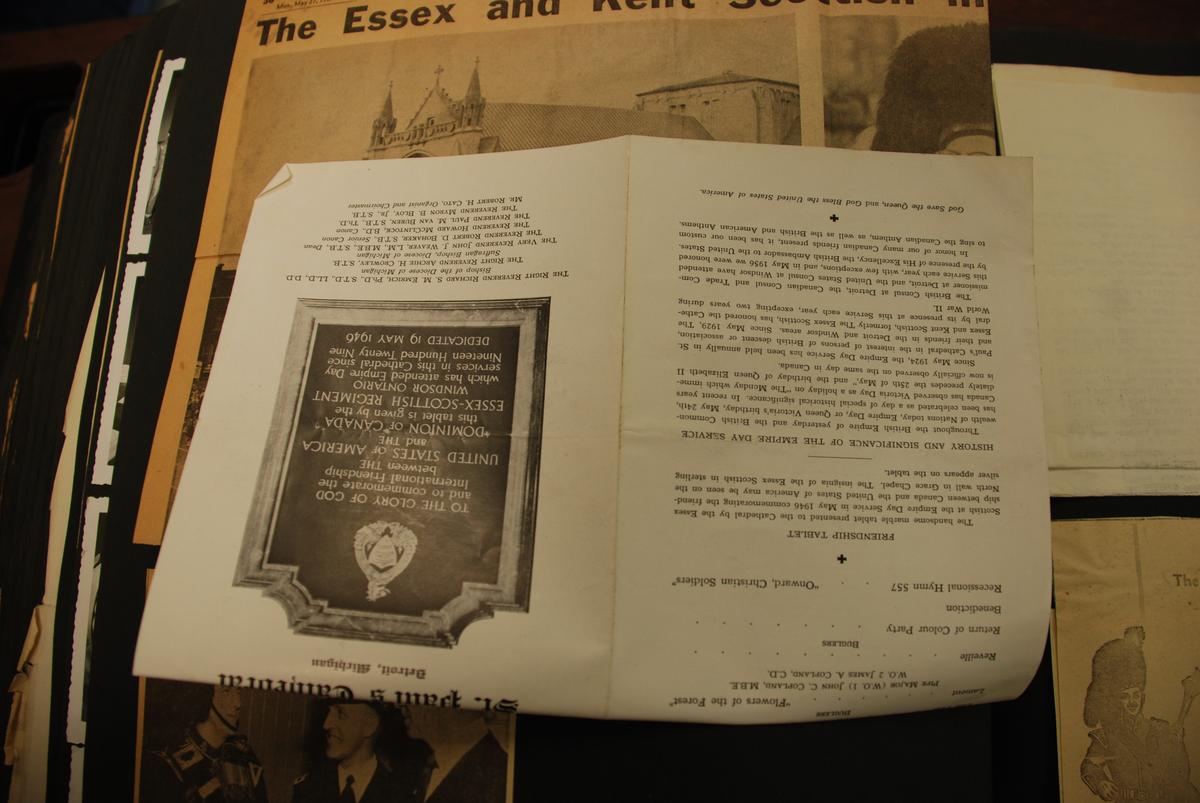 Mon, May 27,
The Essex and Kent Scottish in
St. Paul's Cathedral
Detroit, Michigan
TO THE GLORY OF GOD
and to commemorate the
International Friendship
between THE
UNITED STATES OF AMERICA
and THE
"DOMINION OF CANADA"
this tablet is given by the
ESSEX-SCOTTISH REGIMENT
WINDSOR ONTARIO
which has attended Empire Day
services in this Cathedral since
Nineteen Hundred Twenty Nine
DEDICATED 19 MAY 1946
THE RIGHT REVEREND RICHARD S. M. EMRICH, Ph.D., S.T.D., LL.D., D.D.
Bishop of the Diocese of Michigan
THE RIGHT REVEREND ARCHIE H. CROWLEY, S.T.B.
Suffragan Bishop, Diocese of Michigan
THE VERY REVEREND JOHN J. WEAVER, L.M., M.B.E., S.T.B., Dean
THE REVEREND ROBERT D. BOHAKER, S.T.B., Senior Canon
THE REVEREND HOWARD MCCLINTOCK, B.D., Canon
THE REVEREND PAUL M. VAN BUREN, S.T.B., Th.D.
THE REVEREND MYRON B. BLOY, JR., S.T.B.
MR. ROBERT H. CATO, Organist and Choirmaster
BUGLERS
Lament . . . "Flowers of the Forest"
PIPE MAJOR (W.O. 1) JOHN C. COPLAND, M.B.E.
W.O. 2 JAMES A. COPLAND, C.D.
Reveille . . . . . .
BUGLERS
Return of Colour Party . . . . . .
Benediction
Recessional Hymn 557 . . . "Onward, Christian Soldiers"
FRIENDSHIP TABLET
The handsome marble tablet presented to the Cathedral by the Essex
Scottish at the Empire Day Service in May 1946 commemorating the friend-
ship between Canada and the United States of America may be seen on the
North wall in Grace Chapel. The insignia of the Essex Scottish in sterling
silver appears on the tablet.
HISTORY AND SIGNIFICANCE OF THE EMPIRE DAY SERVICE
Throughout the British Empire of yesterday and the British Common-
wealth of Nations today, Empire Day, or Queen Victoria's birthday, May 24th,
has been celebrated as a day of special historical significance. In recent years
Canada has observed Victoria Day as a holiday on "The Monday which imme-
diately precedes the 25th of May," and the birthday of Queen Elizabeth II
is now officially observed on the same day in Canada.
Since May 1924, the Empire Day Service has been held annually in St.
Paul's Cathedral in the interest of persons of British descent or association,
and their friends in the Detroit and Windsor areas. Since May 1929, The
Essex and Kent Scottish, formerly The Essex Scottish, has honored the Cathe-
dral by its presence at this Service each year, excepting two years during
World War II.
The British Consul at Detroit, the Canadian Consul and Trade Com-
missioner at Detroit, and the United States Consul at Windsor have attended
this Service each year, with few exceptions, and in May 1956 we were honored
by the presence of His Excellency, the British Ambassador to the United States.
In honor of our many Canadian friends present, it has been our custom
to sing the Canadian Anthem, as well as the British and American Anthems.
God Save the Queen, and God Bless the United States of America.
The